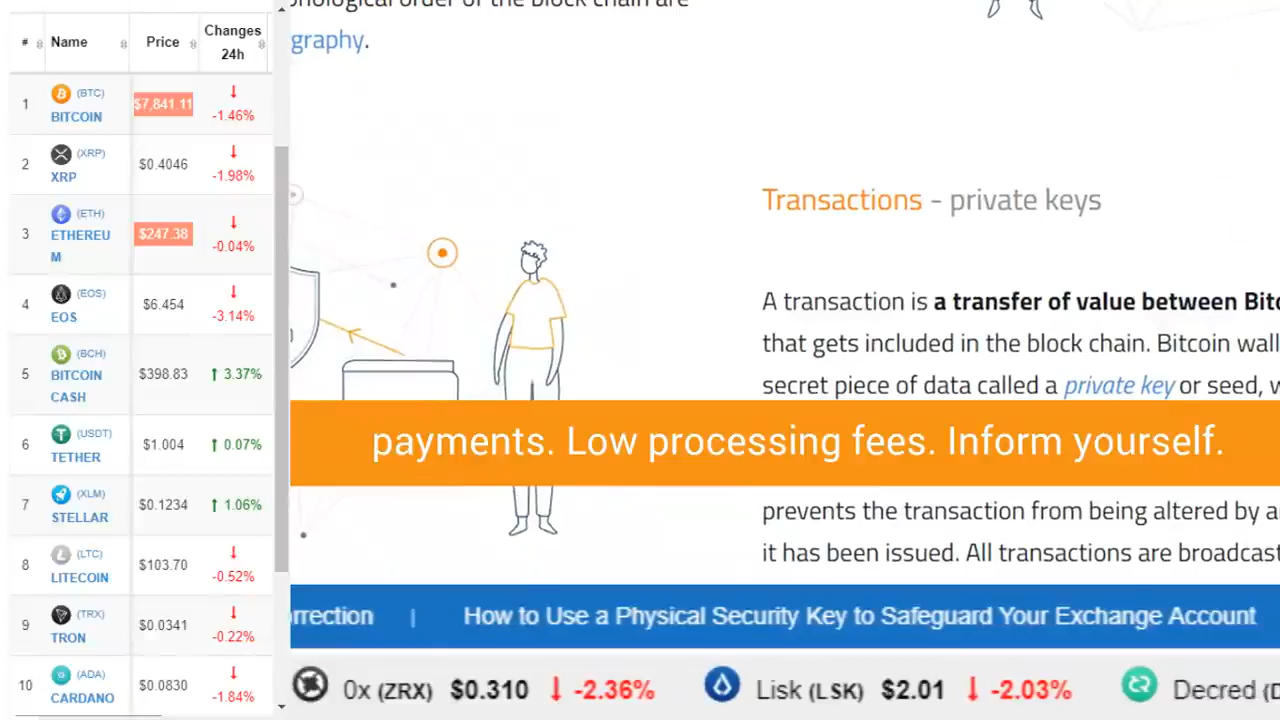 # Name Price Changes 24h
1 (BTC) BITCOIN $7,841.11 -1.46%
2 (XRP) XRP $0.4046 -1.98%
3 (ETH) ETHEREUM $247.38 -0.04%
4 (EOS) EOS $6.454 -3.14%
5 (BCH) BITCOIN CASH $398.83 3.37%
6 (USDT) TETHER $1.004 0.07%
7 (XLM) STELLAR $0.1234 1.06%
8 (LTC) LITECOIN $103.70 -0.52%
9 (TRX) TRON $0.0341 -0.22%
10 (ADA) CARDANO $0.0830 -1.84%
graphy.
Transactions - private keys
A transaction is a transfer of value between Bitc
that gets included in the block chain. Bitcoin wall
secret piece of data called a private key or seed, w
payments. Low processing fees. Inform yourself.
prevents the transaction from being altered by a
it has been issued. All transactions are broadcast
rrection | How to Use a Physical Security Key to Safeguard Your Exchange Account
0x (ZRX) $0.310 -2.36% Lisk (LSK) $2.01 -2.03% Decred (D